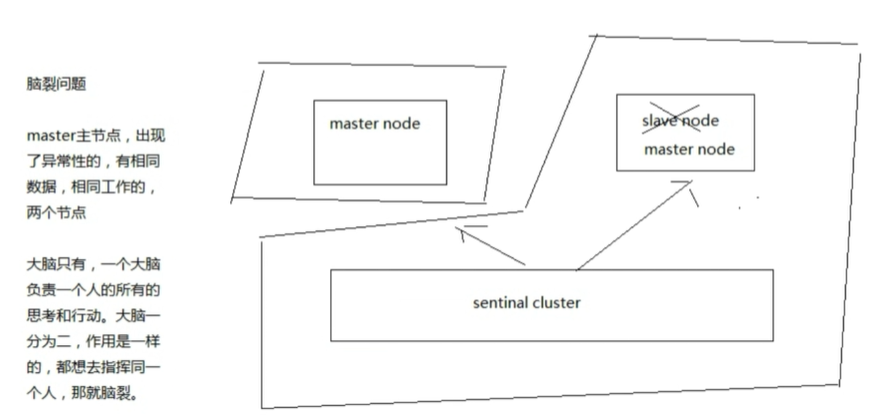 脑裂问题
master主节点，出现
了异常性的，有相同
数据，相同工作的，
两个节点
大脑只有，一个大脑
负责一个人的所有的
思考和行动。大脑一
分为二，作用是一样
的，都想去指挥同一
个人，那就脑裂。
master node
slave node
master node
sentinal cluster